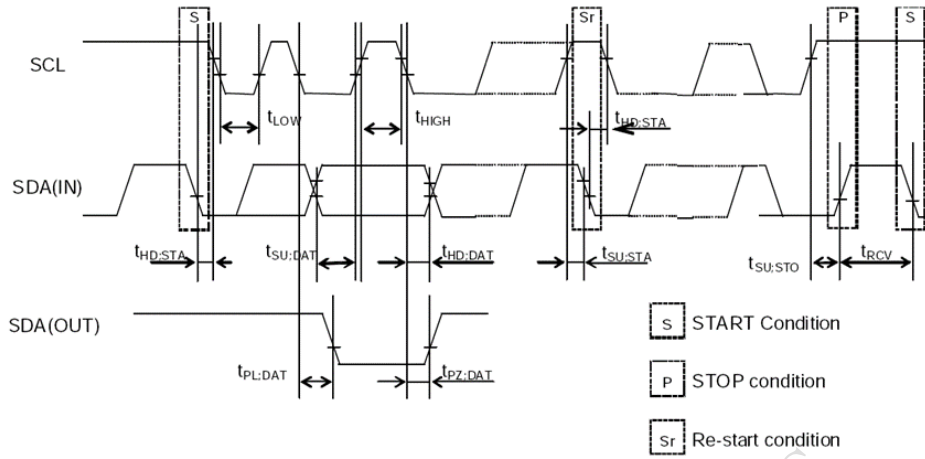 S Sr P S
SCL
tLOW tHIGH tHD;STA
SDA(IN)
tHD;STA tSU;DAT tHD;DAT tSU;STA tSU;STO tRCV
SDA(OUT)
S START Condition
tPL;DAT tPZ;DAT
P STOP condition
Sr Re-start condition